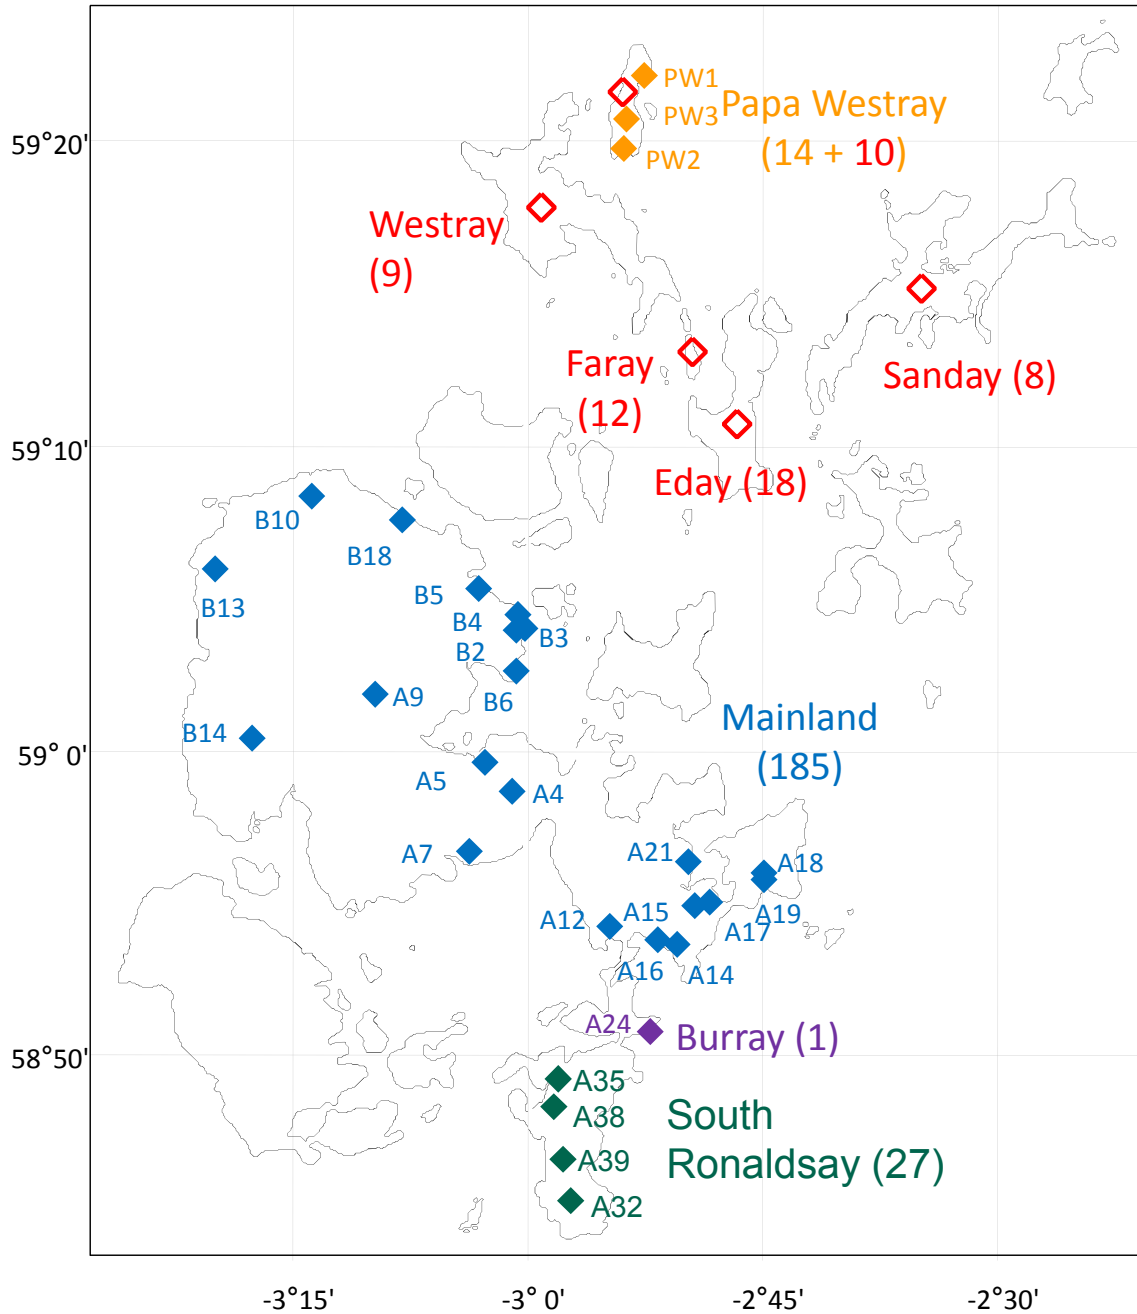 PW1
Papa Westray
PW3
59°20'
(14 + 10)
PW2
Westray
(9)
Faray
(12)
Sanday (8)
59°10'
Eday (18)
B10
B18
B13
B5
B4
B3
B2
B6
A9
Mainland
(185)
B14
59° 0'
A5
A4
A7
A21
A18
A15
A19
A12
A17
A16
A14
A24
Burray (1)
58°50'
A35
A38
South
Ronaldsay (27)
A39
A32
-3°15'
-3° 0'
-2°45'
-2°30'